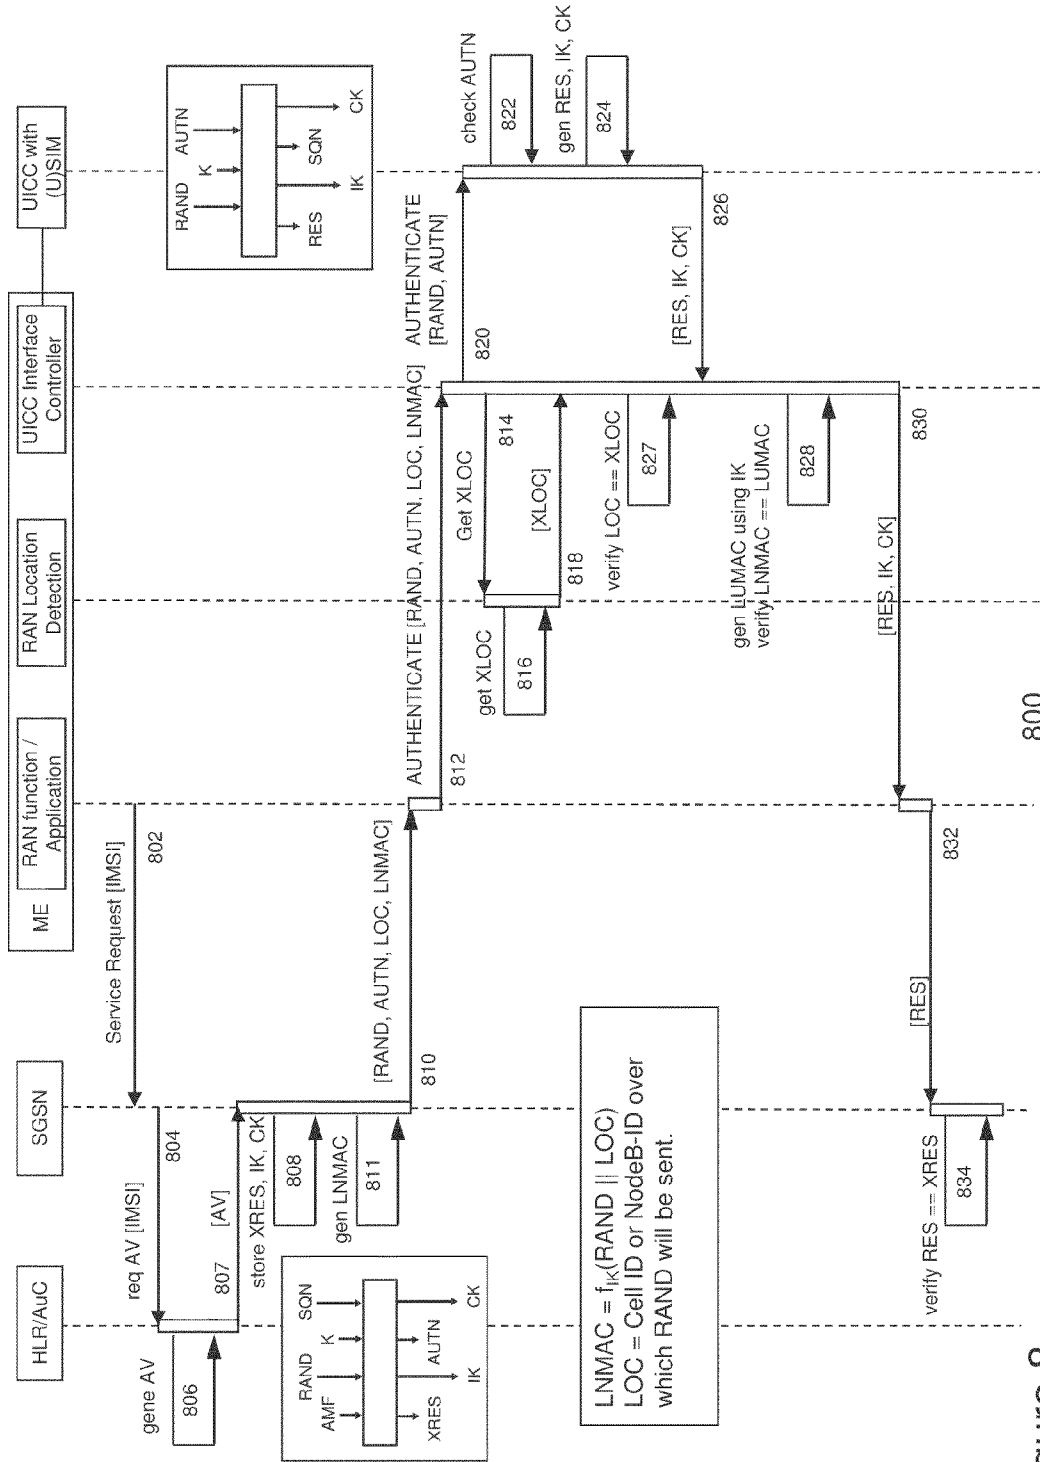 HLR/AuC
SGSN
ME
RAN function /
Application
RAN Location
Detection
UICC Interface
Controller
UICC with
(U)SIM
RAND
K
AUTN
RES
IK
SQN
CK
Service Request [IMSI]
802
req AV [IMSI]
804
gene AV
806
807
[AV]
store XRES, IK, CK
808
gen LNMAC
811
AMF
RAND
K
SQN
XRES
IK
AUTN
CK
[RAND, AUTN, LOC, LNMAC]
810
AUTHENTICATE [RAND, AUTN, LOC, LNMAC]
812
Get XLOC
814
get XLOC
816
[XLOC]
818
AUTHENTICATE
[RAND, AUTN]
820
check AUTN
822
gen RES, IK, CK
824
[RES, IK, CK]
826
verify LOC == XLOC
827
gen LUMAC using IK
verify LNMAC == LUMAC
828
[RES, IK, CK]
830
[RES]
832
verify RES == XRES
834
LNMAC = fIK(RAND || LOC)
LOC = Cell ID or NodeB-ID over
which RAND will be sent.
800